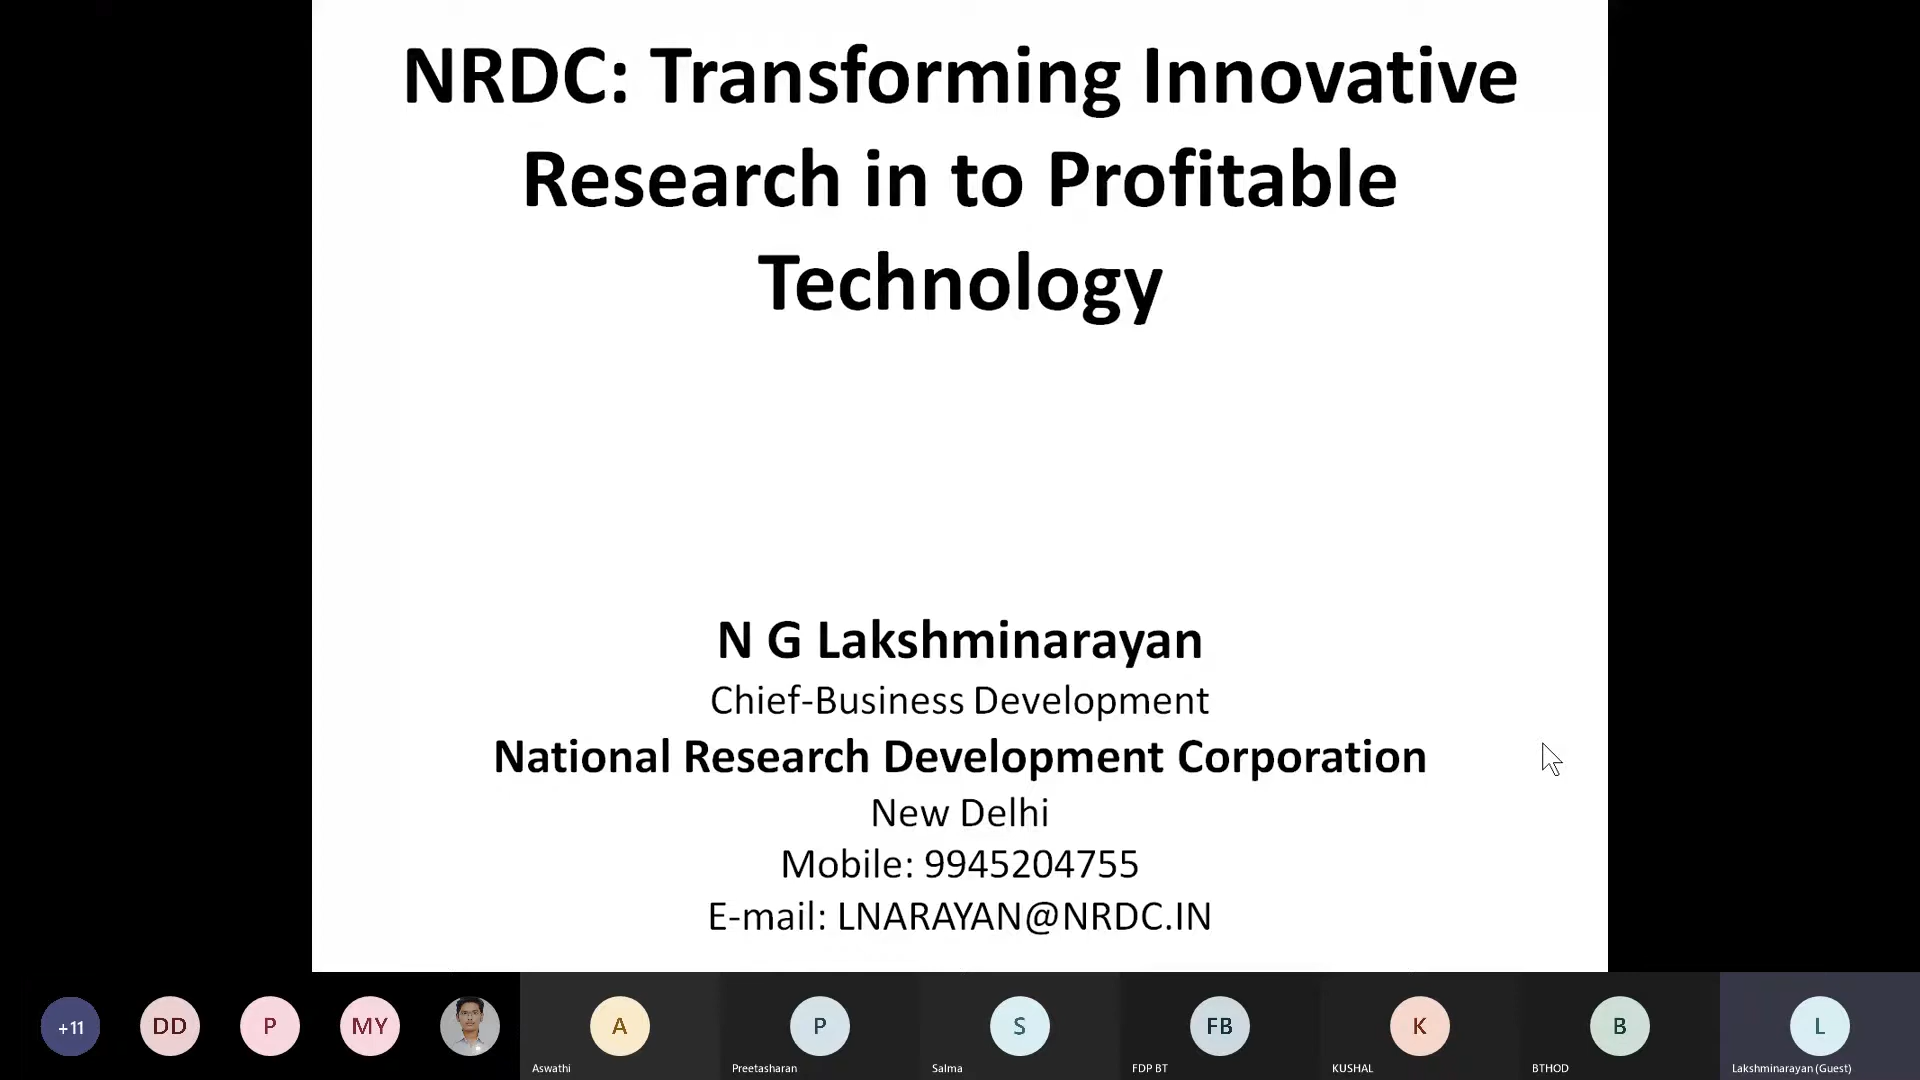 NRDC: Transforming Innovative
Research in to Profitable
Technology
N G Lakshminarayan
Chief-Business Development
National Research Development Corporation
New Delhi
Mobile: 9945204755
E-mail: LNARAYAN@NRDC.IN
+11
DD
P
MY
A
P
S
FB
K
B
L
Aswathi
Preetasharan
Salma
FDP BT
KUSHAL
BTHOD
Lakshminarayan (Guest)